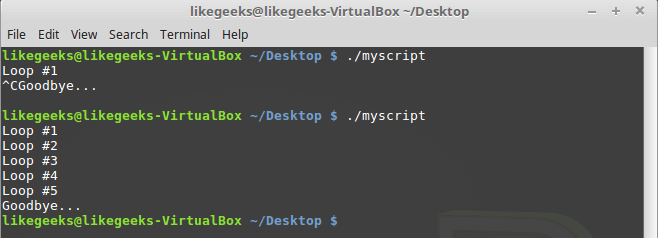 likegeeks@likegeeks-VirtualBox ~/Desktop
File Edit View Search Terminal Help
likegeeks@likegeeks-VirtualBox ~/Desktop $ ./myscript
Loop #1
^CGoodbye...
likegeeks@likegeeks-VirtualBox ~/Desktop $ ./myscript
Loop #1
Loop #2
Loop #3
Loop #4
Loop #5
Goodbye...
likegeeks@likegeeks-VirtualBox ~/Desktop $